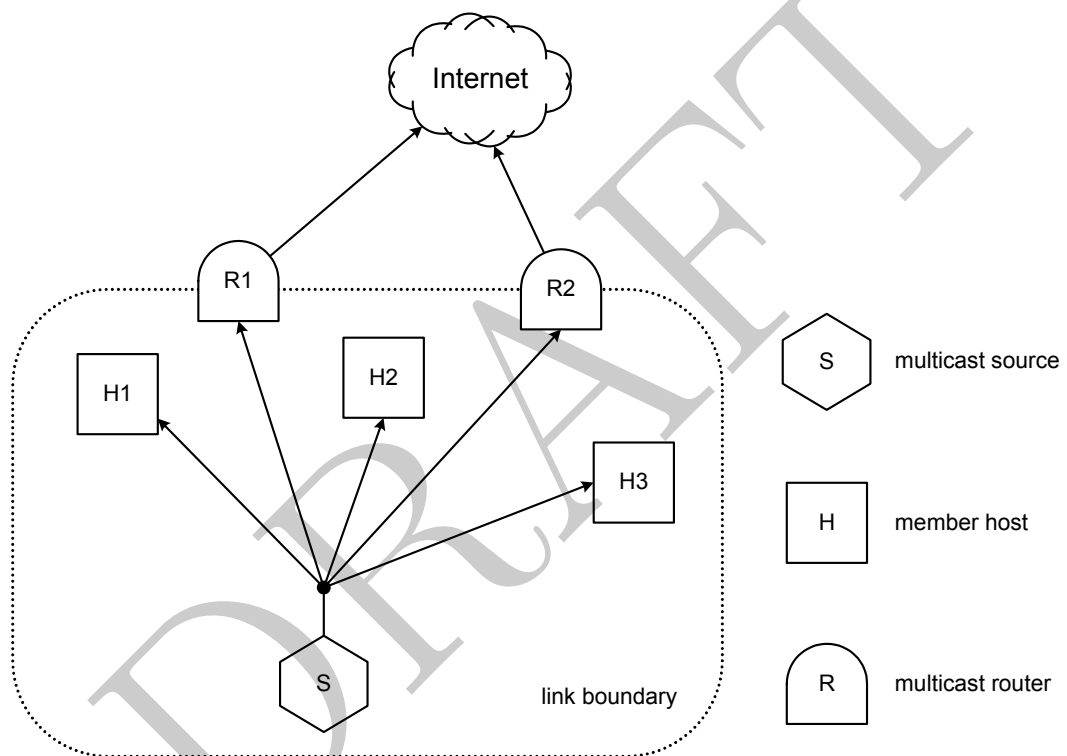 Internet
R1
R2
H1
H2
H3
S
link boundary
S
multicast source
H
member host
R
multicast router
DRAFT